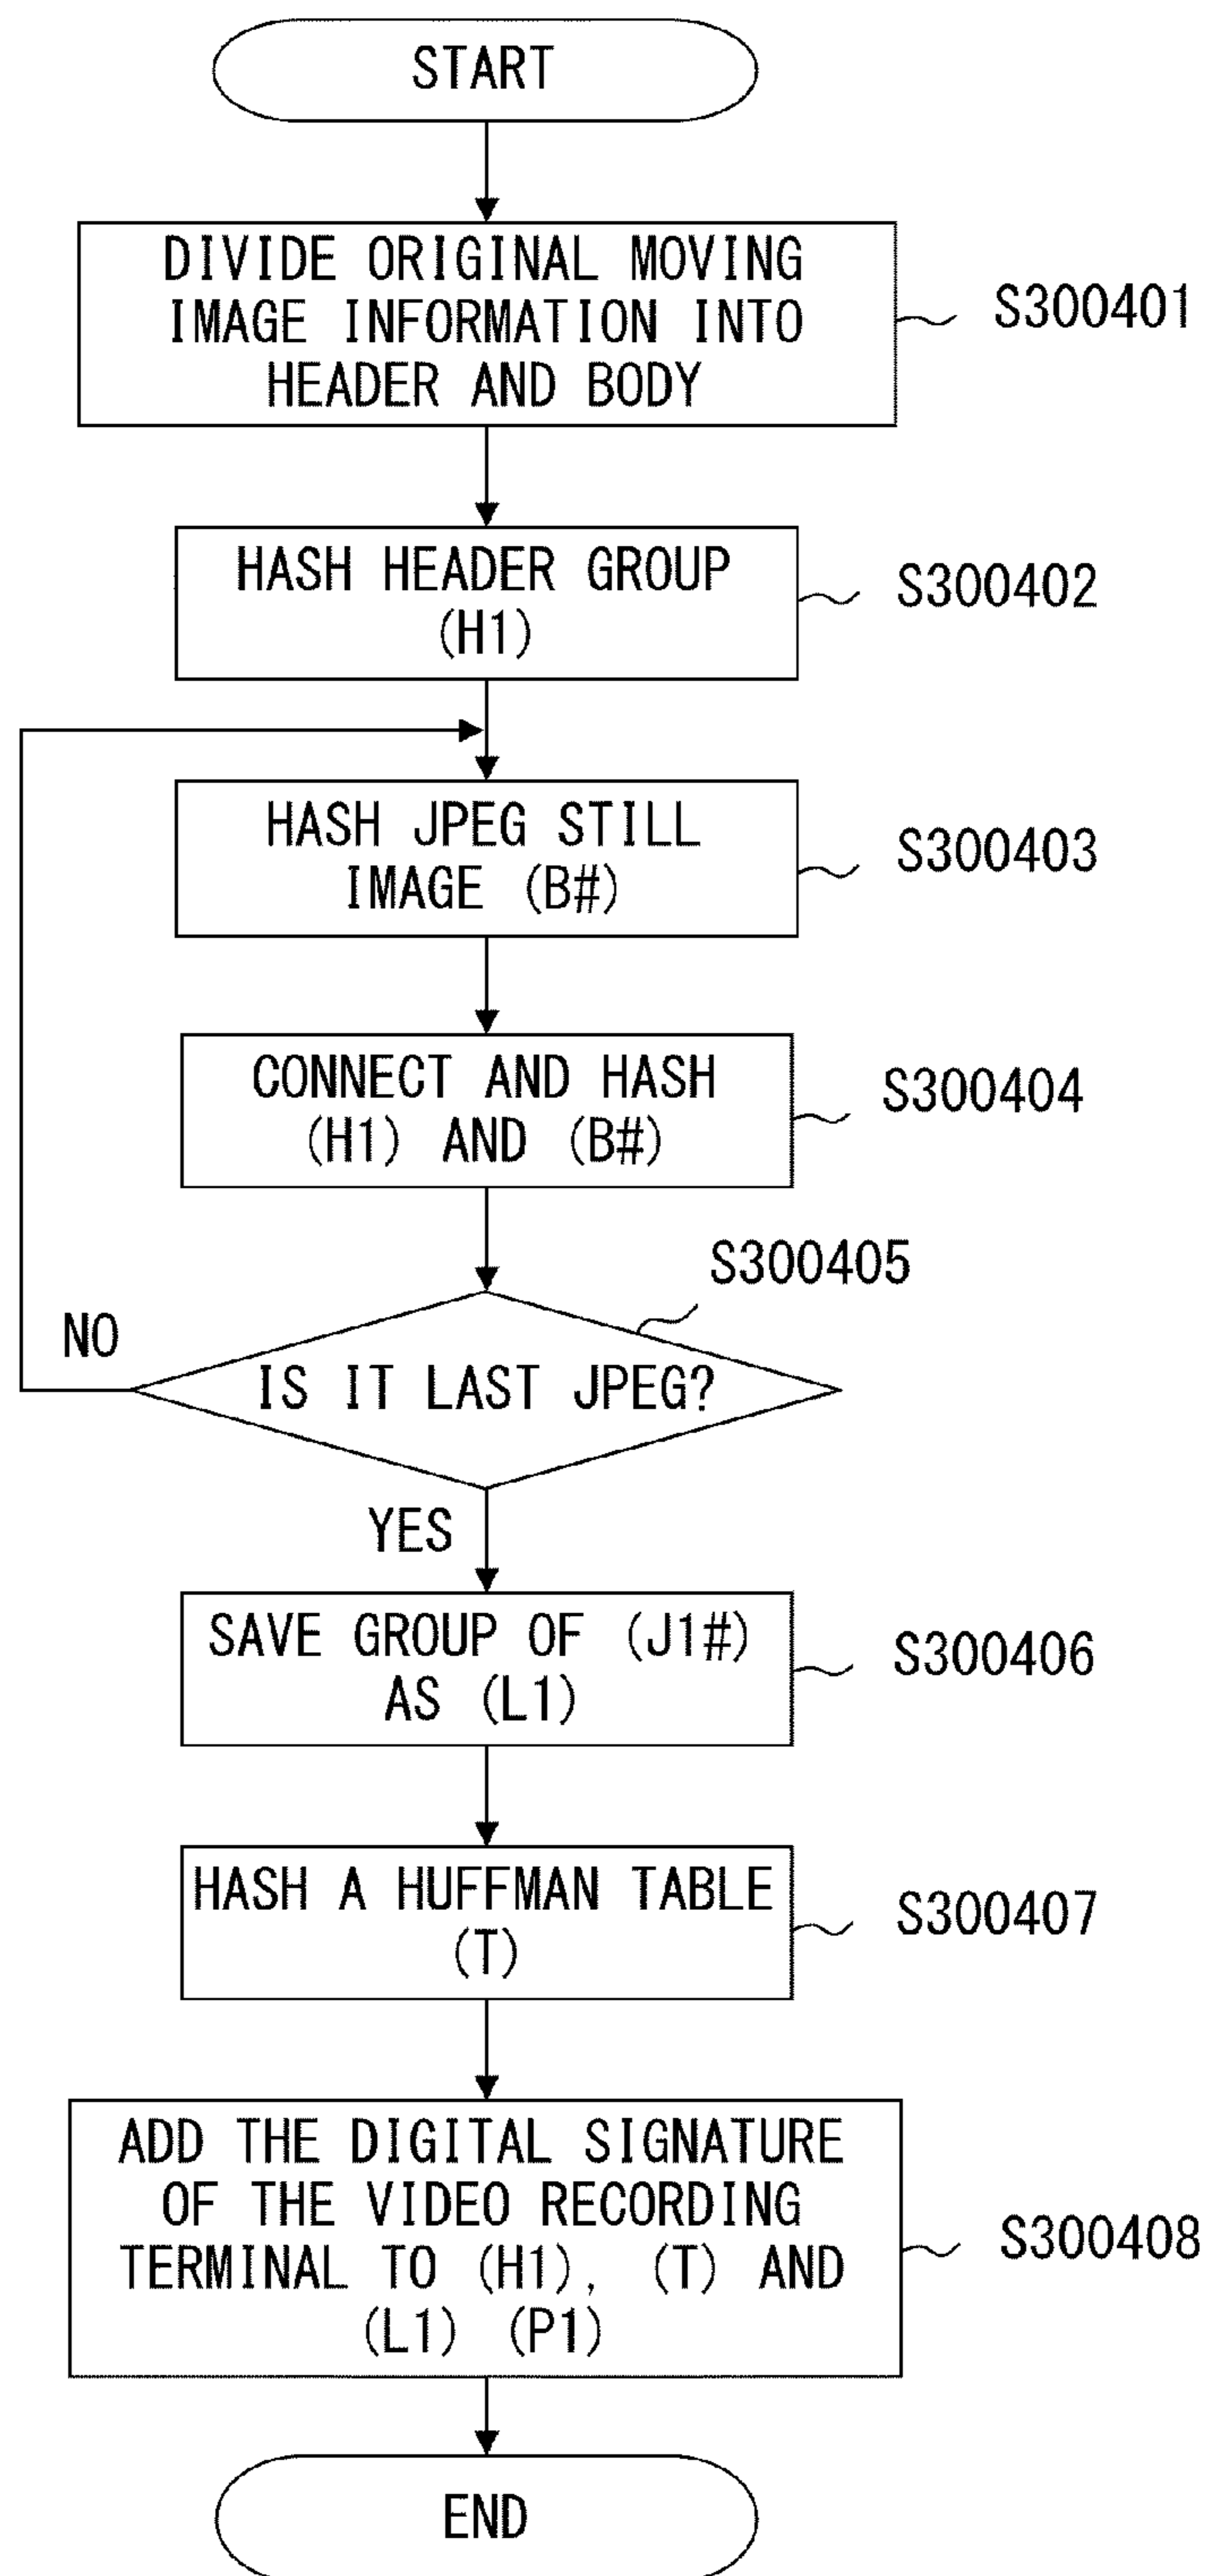 START
DIVIDE ORIGINAL MOVING
IMAGE INFORMATION INTO
HEADER AND BODY
S300401
HASH HEADER GROUP
(H1)
S300402
HASH JPEG STILL
IMAGE (B#)
S300403
CONNECT AND HASH
(H1) AND (B#)
S300404
S300405
NO
IS IT LAST JPEG?
YES
SAVE GROUP OF (J1#)
AS (L1)
S300406
HASH A HUFFMAN TABLE
(T)
S300407
ADD THE DIGITAL SIGNATURE
OF THE VIDEO RECORDING
TERMINAL TO (H1), (T) AND
(L1) (P1)
S300408
END